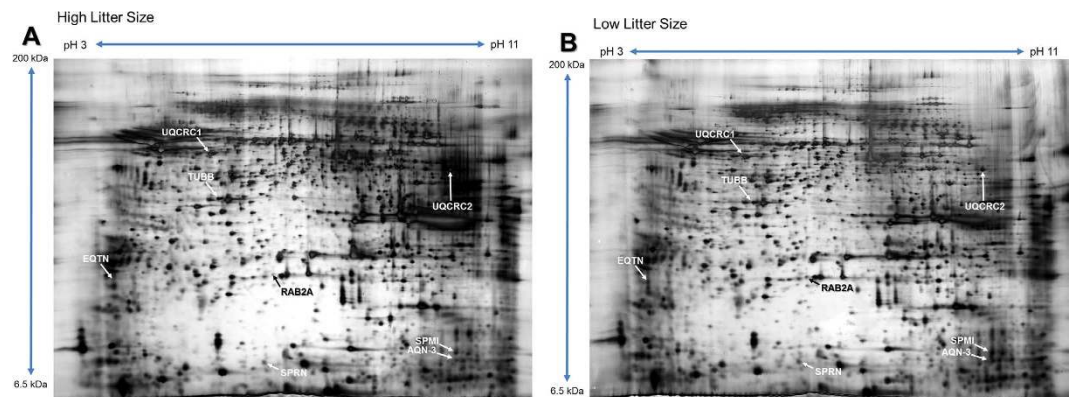 High Litter Size
A
pH 3
pH 11
200 kDa
UQCRC1
TUBB
UQCRC2
EQTN
RAB2A
SPMI
AQN-3
SPRN
6.5 kDa
Low Litter Size
B
pH 3
pH 11
200 kDa
UQCRC1
TUBB
UQCRC2
EQTN
RAB2A
SPMI
AQN-3
SPRN
6.5 kDa